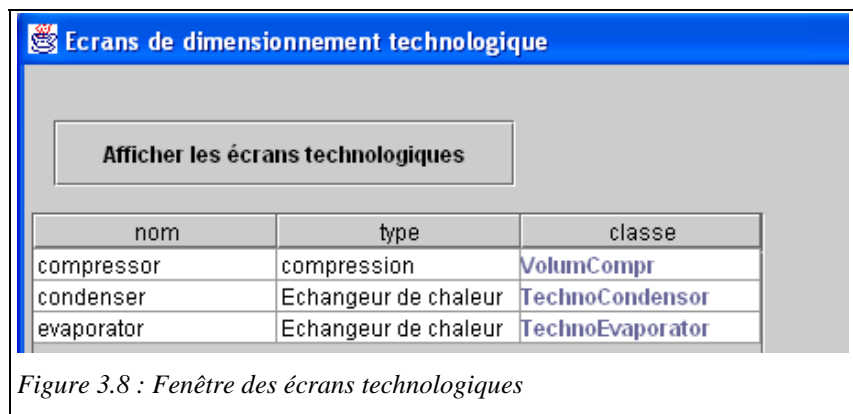 Ecrans de dimensionnement technologique
Afficher les écrans technologiques
nom type classe
compressor compression VolumCompr
condenser Echangeur de chaleur TechnoCondensor
evaporator Echangeur de chaleur TechnoEvaporator
Figure 3.8 : Fenêtre des écrans technologiques